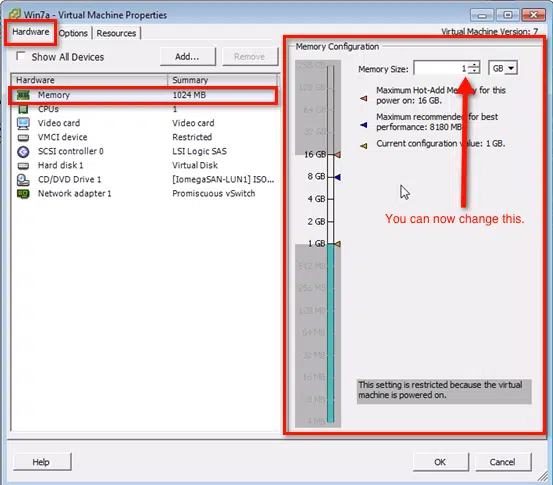 Win7a - Virtual Machine Properties
Hardware Options Resources
Virtual Machine Version: 7
Show All Devices
Add...
Remove
Hardware Summary
Memory 1024 MB
CPUs 1
Video card Video card
VMCI device Restricted
SCSI controller 0 LSI Logic SAS
Hard disk 1 Virtual Disk
CD/DVD Drive 1 [IomegaSAN-LUN1] ISO...
Network adapter 1 Promiscuous vSwitch
Memory Configuration
256 GB
128 GB
64 GB
32 GB
16 GB
8 GB
4 GB
2 GB
1 GB
512 MB
256 MB
128 MB
64 MB
32 MB
16 MB
8 MB
4 MB
Memory Size: 1 GB
Maximum Hot-Add Memory for this
power on: 16 GB.
Maximum recommended for best
performance: 8180 MB.
Current configuration value: 1 GB.
You can now change this.
This setting is restricted because the virtual
machine is powered on.
Help
OK
Cancel